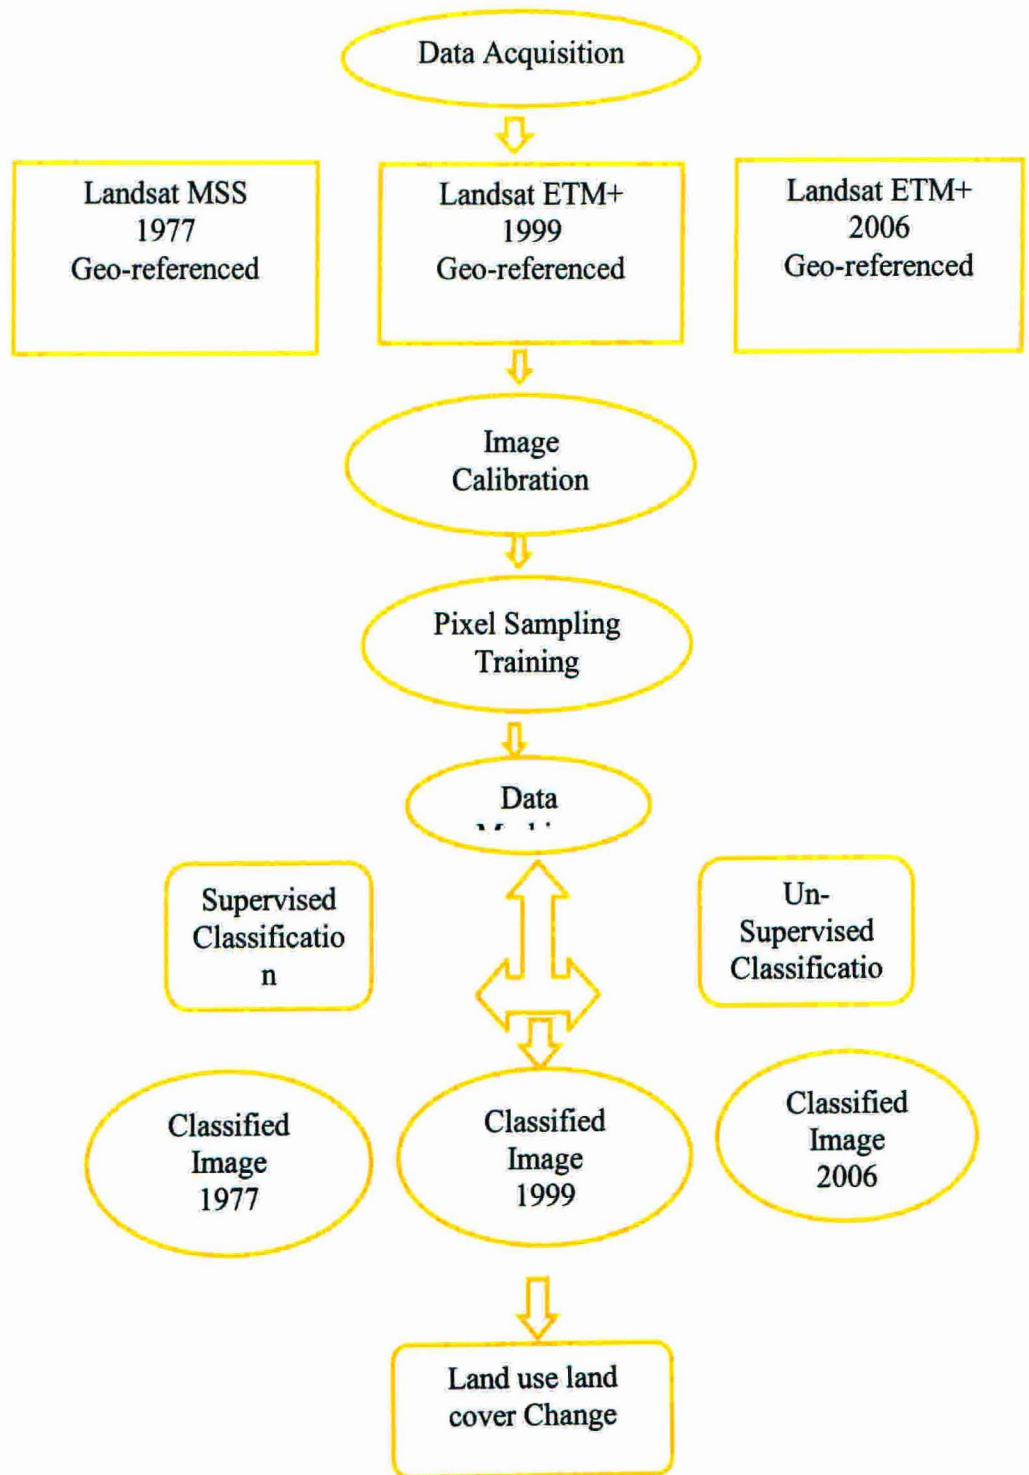 Data Acquisition
Landsat MSS
1977
Geo-referenced
Landsat ETM+
1999
Geo-referenced
Landsat ETM+
2006
Geo-referenced
Image
Calibration
Pixel Sampling
Training
Data
Supervised
Classificatio
n
Un-
Supervised
Classificatio
Classified
Image
1977
Classified
Image
1999
Classified
Image
2006
Land use land
cover Change